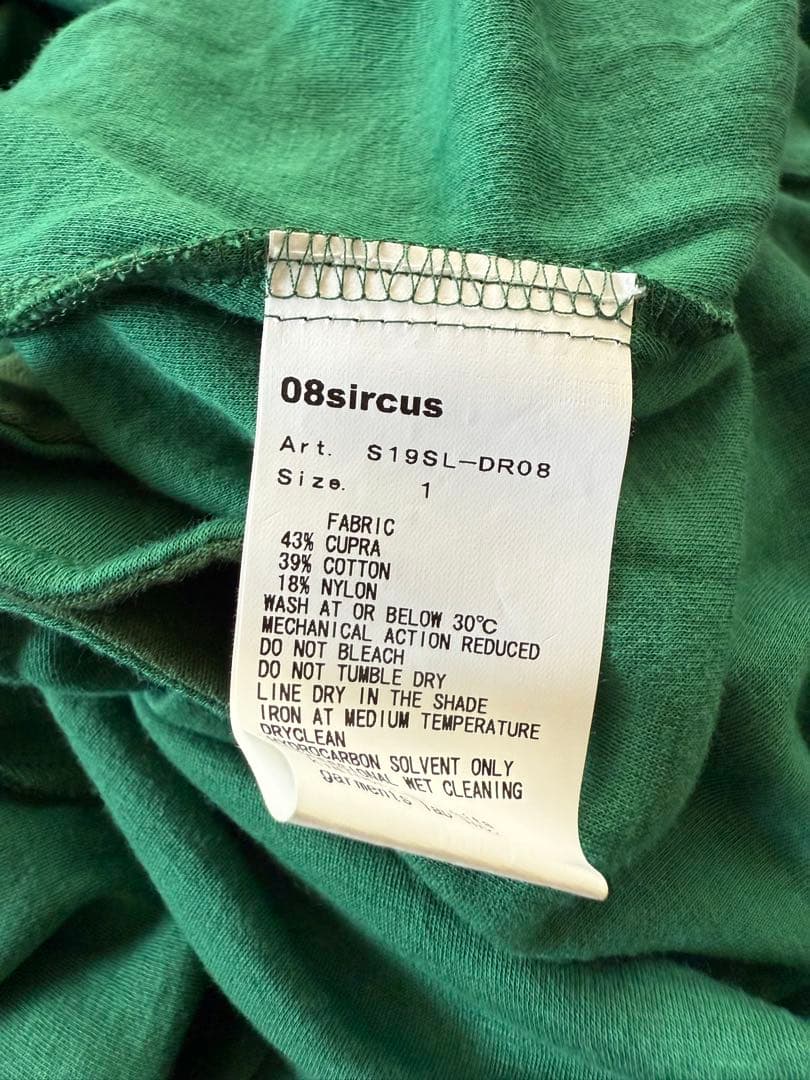 08sircus
Art. S19SL-DR08
Size. 1
FABRIC
43% CUPRA
39% COTTON
18% NYLON
WASH AT OR BELOW 30℃
MECHANICAL ACTION REDUCED
DO NOT BLEACH
DO NOT TUMBLE DRY
LINE DRY IN THE SHADE
IRON AT MEDIUM TEMPERATURE
DRYCLEAN
HYDROCARBON SOLVENT ONLY
WET CLEANING
garments